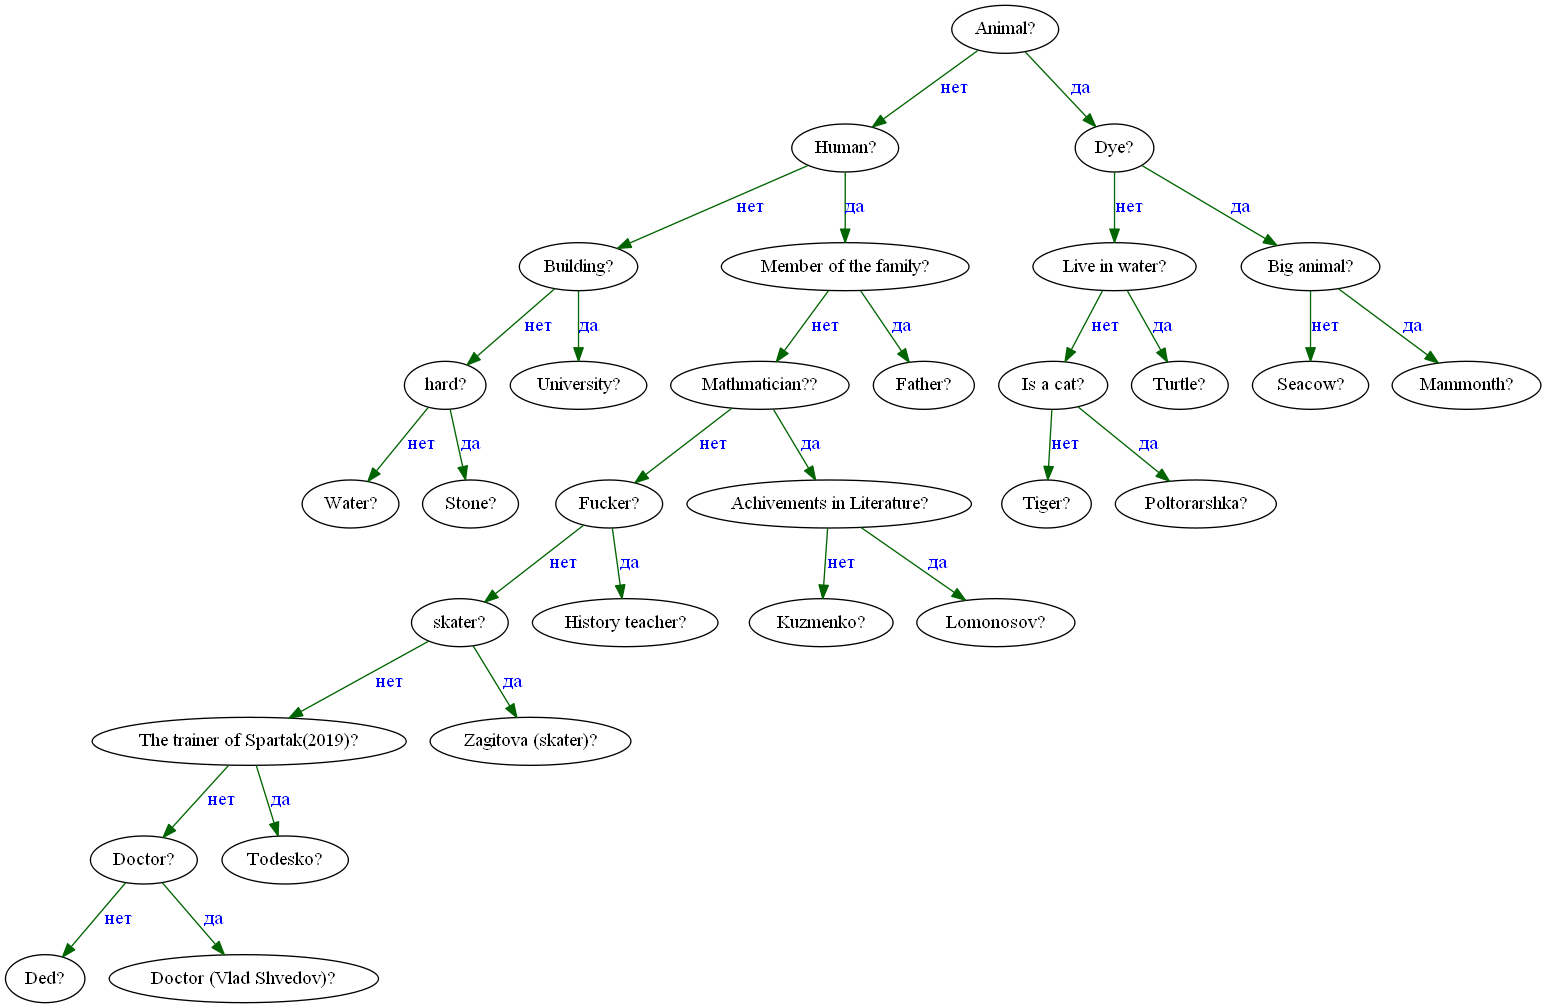 Animal?
нет
да
Human?
Dye?
нет
да
нет
да
Building?
Member of the family?
Live in water?
Big animal?
нет
да
нет
да
нет
да
нет
да
hard?
University?
Mathmatician??
Father?
Is a cat?
Turtle?
Seacow?
Mammonth?
нет
да
нет
да
нет
да
Water?
Stone?
Fucker?
Achivements in Literature?
Tiger?
Poltorarshka?
нет
да
нет
да
skater?
History teacher?
Kuzmenko?
Lomonosov?
нет
да
The trainer of Spartak(2019)?
Zagitova (skater)?
нет
да
Doctor?
Todesko?
нет
да
Ded?
Doctor (Vlad Shvedov)?